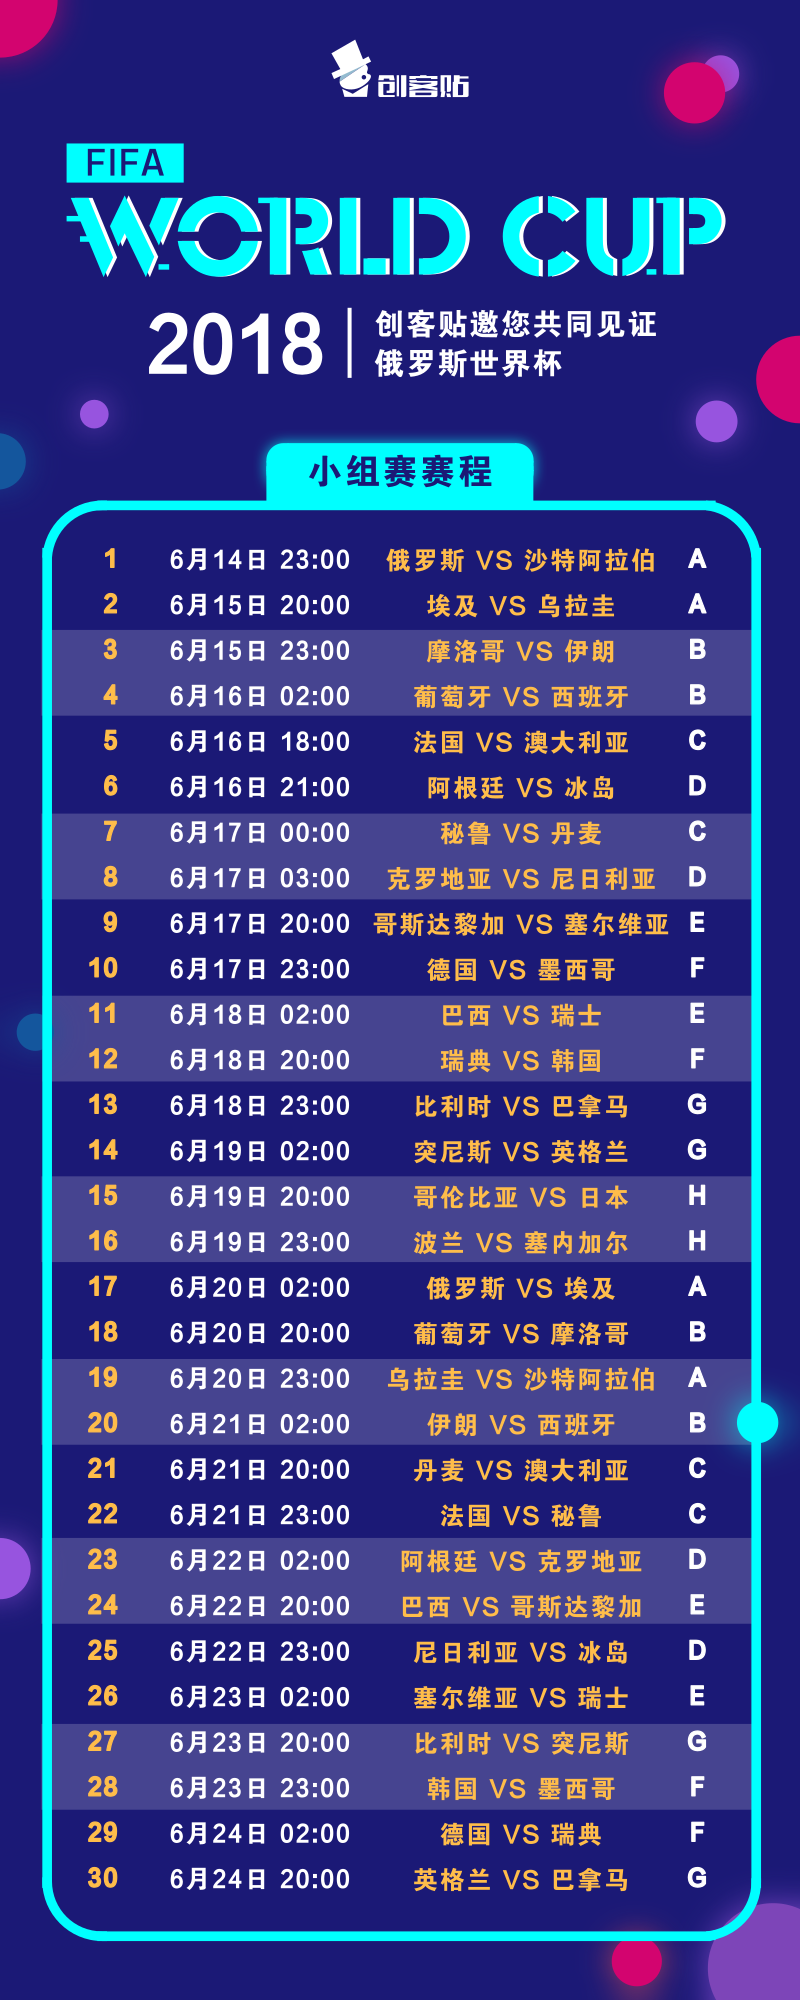 创客贴
FIFA
WORLD CUP
2018
创客贴邀您共同见证
俄罗斯世界杯
小组赛赛程
1 6月14日 23:00 俄罗斯 VS 沙特阿拉伯 A
2 6月15日 20:00 埃及 VS 乌拉圭 A
3 6月15日 23:00 摩洛哥 VS 伊朗 B
4 6月16日 02:00 葡萄牙 VS 西班牙 B
5 6月16日 18:00 法国 VS 澳大利亚 C
6 6月16日 21:00 阿根廷 VS 冰岛 D
7 6月17日 00:00 秘鲁 VS 丹麦 C
8 6月17日 03:00 克罗地亚 VS 尼日利亚 D
9 6月17日 20:00 哥斯达黎加 VS 塞尔维亚 E
10 6月17日 23:00 德国 VS 墨西哥 F
11 6月18日 02:00 巴西 VS 瑞士 E
12 6月18日 20:00 瑞典 VS 韩国 F
13 6月18日 23:00 比利时 VS 巴拿马 G
14 6月19日 02:00 突尼斯 VS 英格兰 G
15 6月19日 20:00 哥伦比亚 VS 日本 H
16 6月19日 23:00 波兰 VS 塞内加尔 H
17 6月20日 02:00 俄罗斯 VS 埃及 A
18 6月20日 20:00 葡萄牙 VS 摩洛哥 B
19 6月20日 23:00 乌拉圭 VS 沙特阿拉伯 A
20 6月21日 02:00 伊朗 VS 西班牙 B
21 6月21日 20:00 丹麦 VS 澳大利亚 C
22 6月21日 23:00 法国 VS 秘鲁 C
23 6月22日 02:00 阿根廷 VS 克罗地亚 D
24 6月22日 20:00 巴西 VS 哥斯达黎加 E
25 6月22日 23:00 尼日利亚 VS 冰岛 D
26 6月23日 02:00 塞尔维亚 VS 瑞士 E
27 6月23日 20:00 比利时 VS 突尼斯 G
28 6月23日 23:00 韩国 VS 墨西哥 F
29 6月24日 02:00 德国 VS 瑞典 F
30 6月24日 20:00 英格兰 VS 巴拿马 G